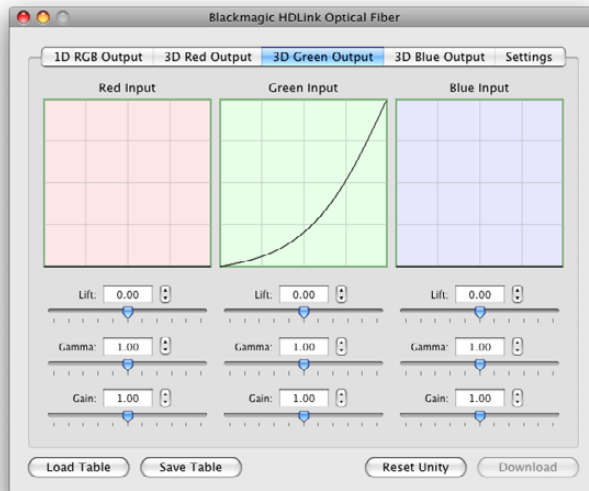 Blackmagic HDLink Optical Fiber
1D RGB Output 3D Red Output 3D Green Output 3D Blue Output Settings
Red Input Green Input Blue Input
Lift: 0.00 Lift: 0.00 Lift: 0.00
Gamma: 1.00 Gamma: 1.00 Gamma: 1.00
Gain: 1.00 Gain: 1.00 Gain: 1.00
Load Table Save Table Reset Unity Download